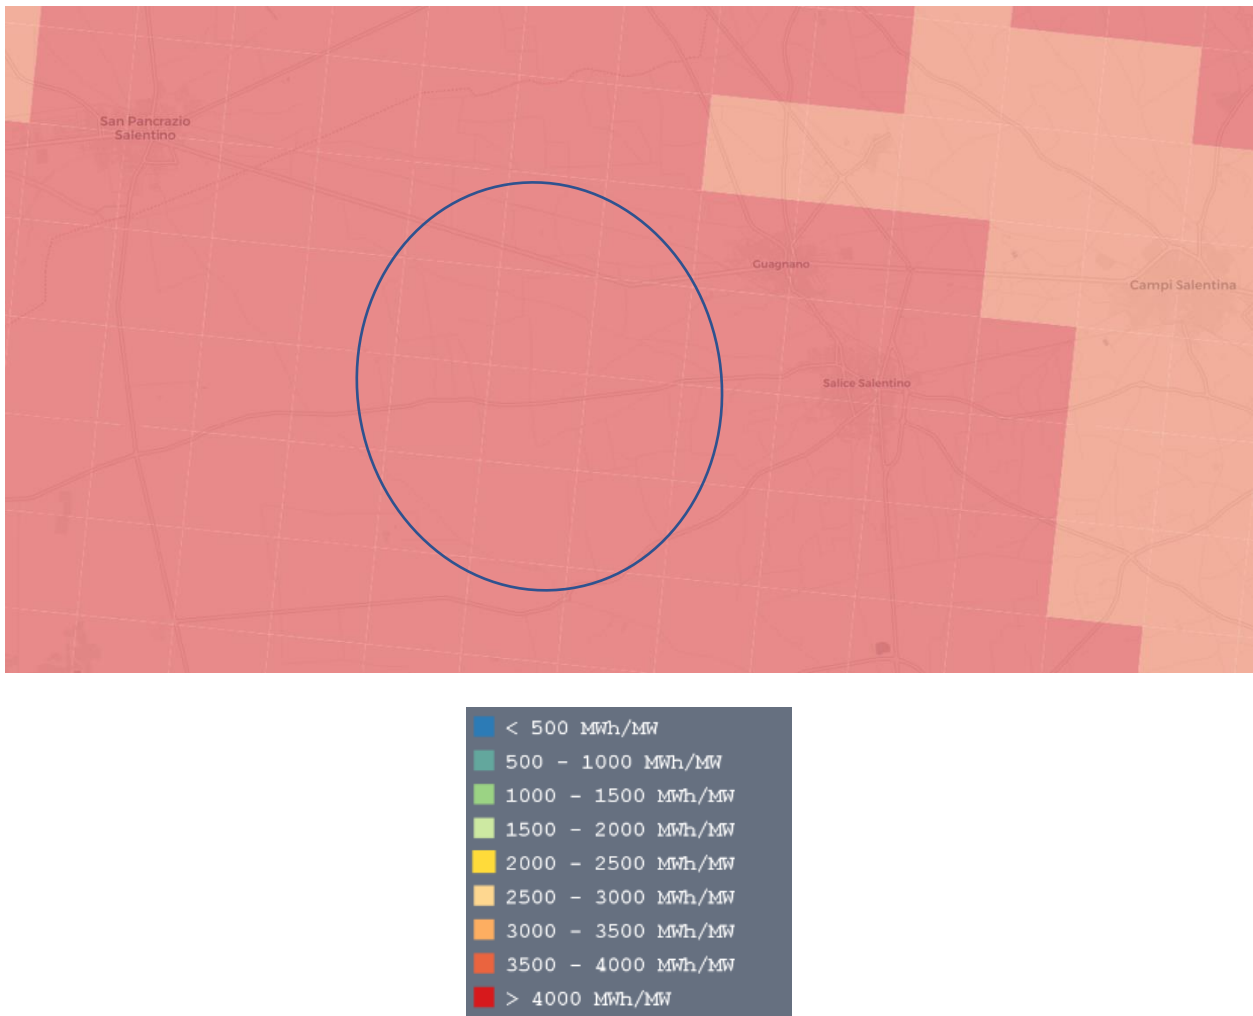 San Pancrazio
Salentino
Guagnano
Campi Salentina
Salice Salentino
< 500 MWh/MW
500 - 1000 MWh/MW
1000 - 1500 MWh/MW
1500 - 2000 MWh/MW
2000 - 2500 MWh/MW
2500 - 3000 MWh/MW
3000 - 3500 MWh/MW
3500 - 4000 MWh/MW
> 4000 MWh/MW